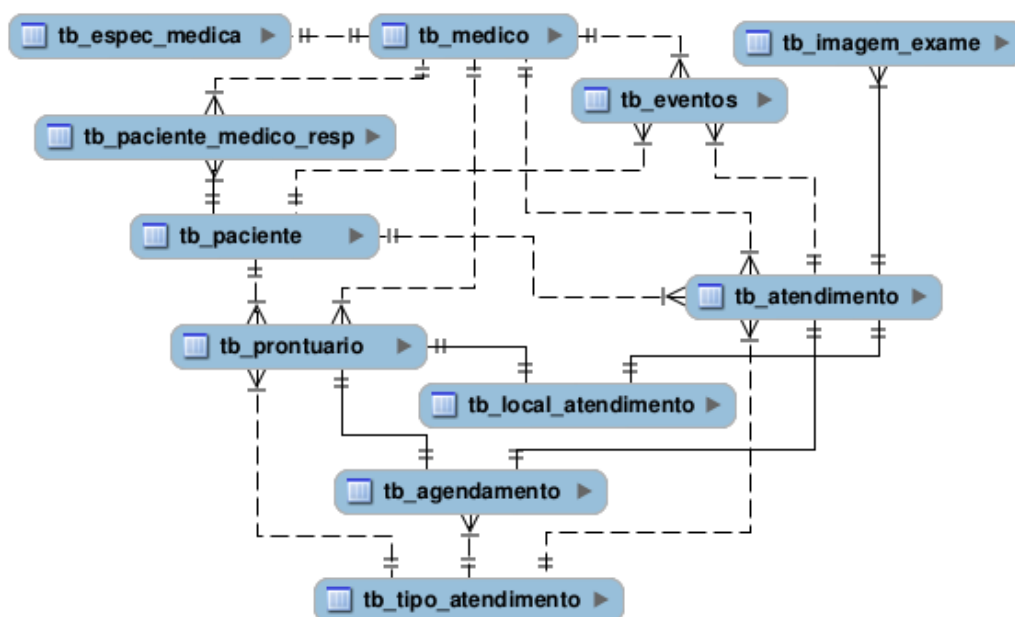 tb_espec_medica
tb_medico
tb_imagem_exame
tb_eventos
tb_paciente_medico_resp
tb_paciente
tb_atendimento
tb_prontuario
tb_local_atendimento
tb_agendamento
tb_tipo_atendimento